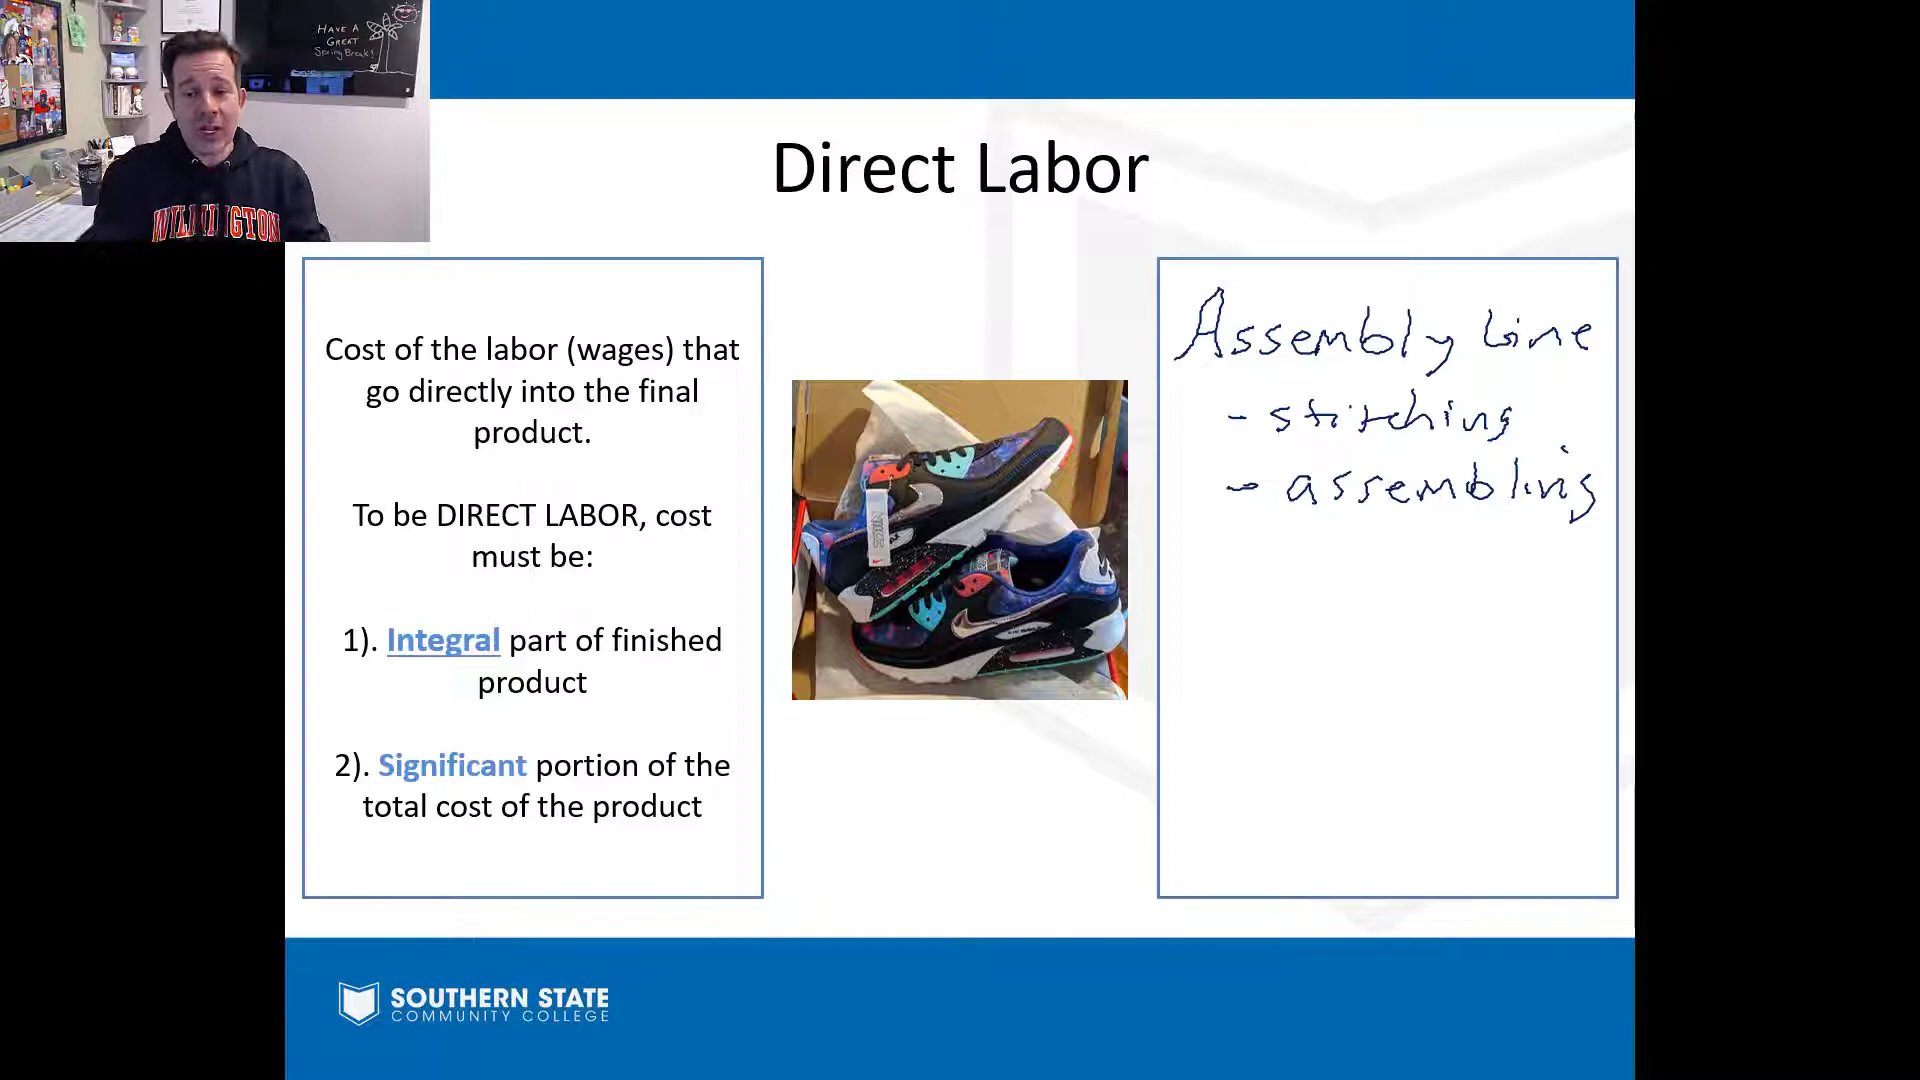 HAVE A
GREAT
Spring Break!
WILMINGTON
Direct Labor
Cost of the labor (wages) that
go directly into the final
product.
To be DIRECT LABOR, cost
must be:
1). Integral part of finished
product
2). Significant portion of the
total cost of the product
Assembly Line
- stitching
- assembling
SOUTHERN STATE
COMMUNITY COLLEGE